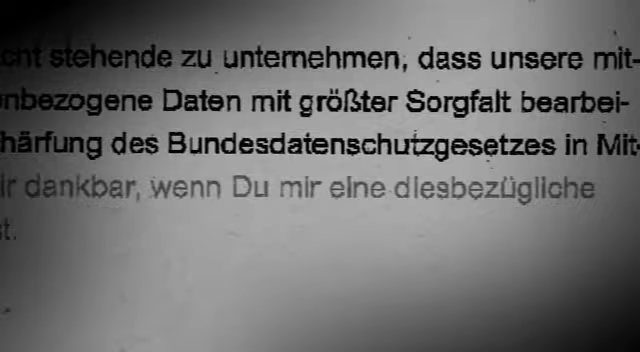 cht stehende zu unternehmen, dass unsere mit-
nbezogene Daten mit größter Sorgfalt bearbei-
härfung des Bundesdatenschutzgesetzes in Mit-
ir dankbar, wenn Du mir eine diesbezügliche
t.